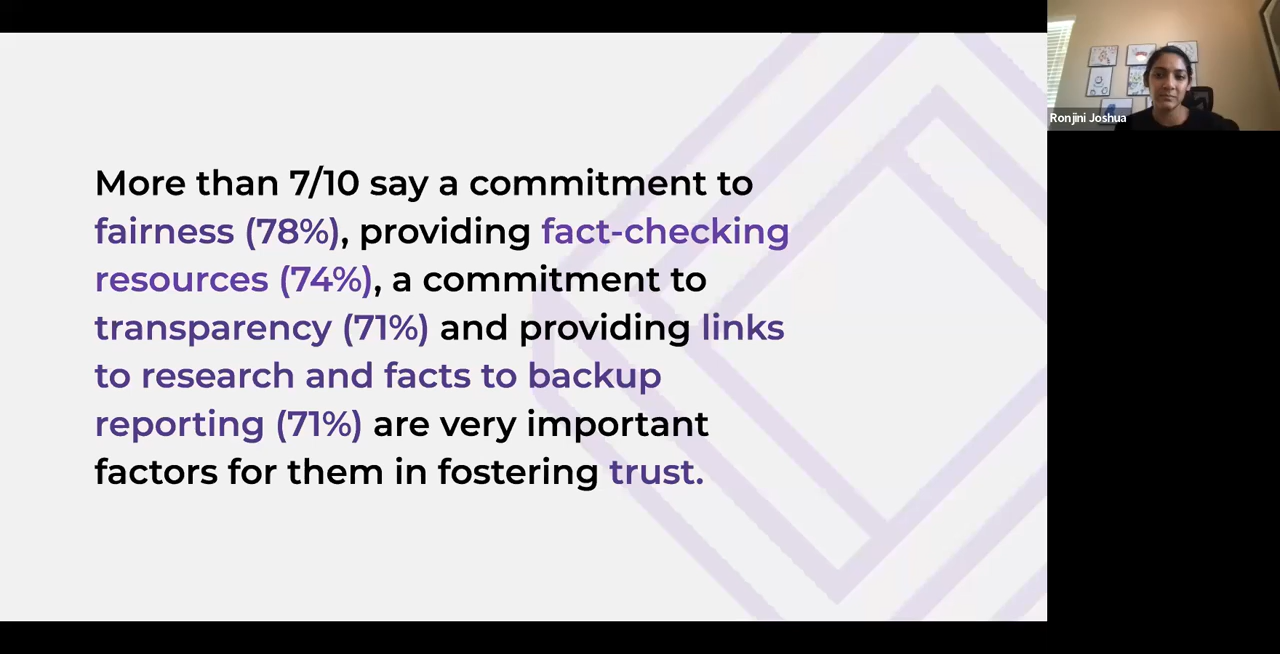 More than 7/10 say a commitment to
fairness (78%), providing fact-checking
resources (74%), a commitment to
transparency (71%) and providing links
to research and facts to backup
reporting (71%) are very important
factors for them in fostering trust.
Ronjini Joshua